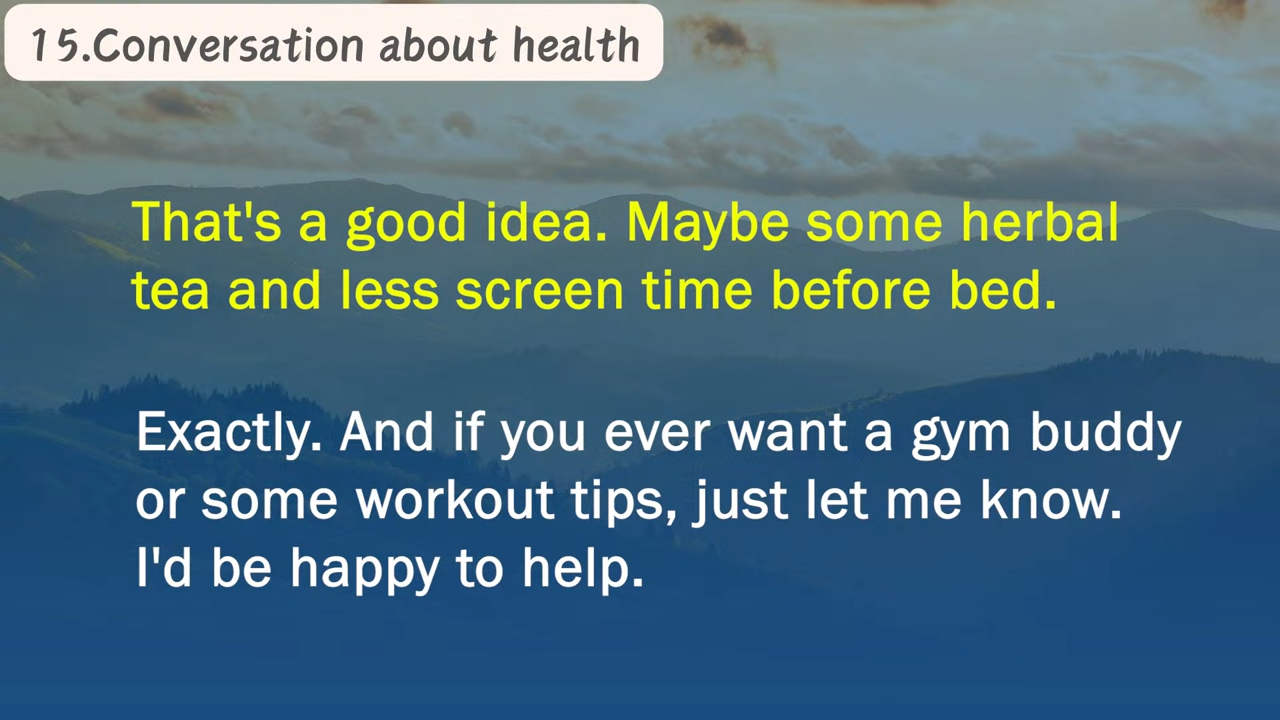 15.Conversation about health
That's a good idea. Maybe some herbal
tea and less screen time before bed.
Exactly. And if you ever want a gym buddy
or some workout tips, just let me know.
I'd be happy to help.